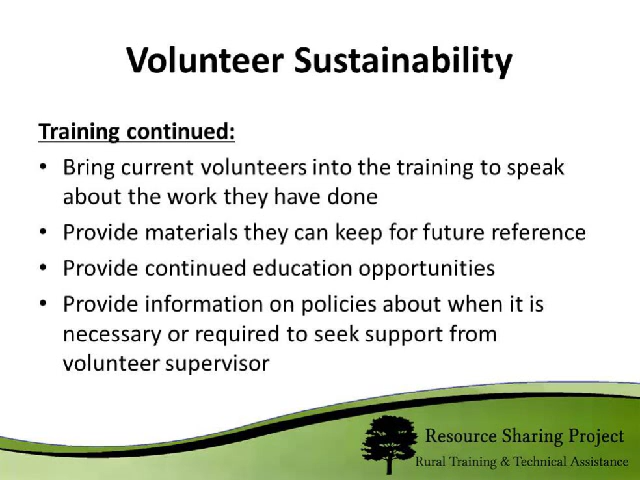 Volunteer Sustainability
Training continued:
• Bring current volunteers into the training to speak
about the work they have done
• Provide materials they can keep for future reference
• Provide continued education opportunities
• Provide information on policies about when it is
necessary or required to seek support from
volunteer supervisor
Resource Sharing Project
Rural Training & Technical Assistance